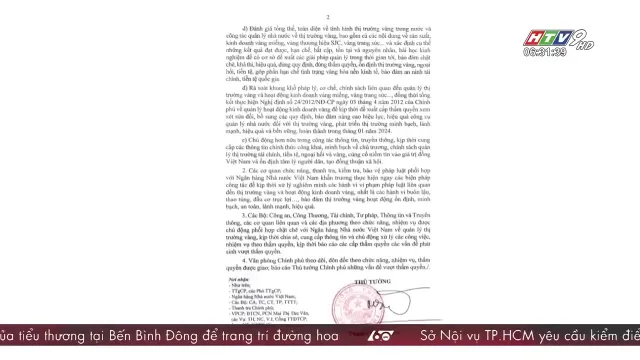 2
HTV9 HD
06:31:39
d) Đánh giá tổng thể, toàn diện về tình hình thị trường vàng trong nước và
công tác quản lý nhà nước về thị trường vàng, bao gồm cả các nội dung về sản xuất,
kinh doanh vàng miếng, vàng thương hiệu SJC, vàng trang sức... và xác định cụ thể
những kết quả đạt được, hạn chế, bất cập, tồn tại và nguyên nhân, bài học kinh
nghiệm để có cơ sở đề xuất các giải pháp quản lý trong thời gian tới, bảo đảm chặt
chẽ, khả thi, hiệu quả, đúng quy định, đúng thẩm quyền, ổn định thị trường vàng, ngoại
hối, tiền tệ, góp phần hạn chế tình trạng vàng hóa nền kinh tế, bảo đảm an ninh tài
chính, tiền tệ quốc gia.
đ) Rà soát khung khổ pháp lý, cơ chế, chính sách liên quan đến quản lý thị
trường vàng và hoạt động kinh doanh vàng miếng, vàng trang sức..., đồng thời tổng
kết thực hiện Nghị định số 24/2012/NĐ-CP ngày 03 tháng 4 năm 2012 của Chính
phủ về quản lý hoạt động kinh doanh vàng để kịp thời đề xuất cấp thẩm quyền xem
xét sửa đổi, bổ sung các quy định, bảo đảm nâng cao hiệu lực, hiệu quả công cụ
quản lý nhà nước đối với thị trường vàng, phát triển thị trường minh bạch, lành
mạnh, hiệu quả và bền vững, hoàn thành trong tháng 01 năm 2024.
e) Chủ động hơn nữa trong công tác thông tin, truyền thông, kịp thời cung
cấp các thông tin chính thức công khai, minh bạch về chủ trương, chính sách quản
lý thị trường tài chính, tiền tệ, ngoại hối và vàng, củng cố niềm tin vào giá trị đồng
Việt Nam và ổn định tâm lý người dân, tạo đồng thuận xã hội.
2. Các cơ quan chức năng, thanh tra, kiểm tra, bảo vệ pháp luật phối hợp
với Ngân hàng Nhà nước Việt Nam khẩn trương thực hiện ngay các biện pháp
công tác để kịp thời xử lý nghiêm minh các hành vi vi phạm pháp luật liên quan
đến thị trường vàng và hoạt động kinh doanh vàng, nhất là các hành vi buôn lậu,
thao túng, đầu cơ trục lợi..., bảo đảm thị trường vàng hoạt động ổn định, minh
bạch, an toàn, lành mạnh, hiệu quả.
3. Các Bộ: Công an, Công Thương, Tài chính, Tư pháp, Thông tin và Truyền
thông, các cơ quan liên quan và các địa phương theo chức năng, nhiệm vụ được
chủ động phối hợp chặt chẽ với Ngân hàng Nhà nước Việt Nam về quản lý thị
trường vàng, kịp thời chia sẻ, cung cấp thông tin và chủ động xử lý các công việc,
nhiệm vụ theo thẩm quyền, kịp thời báo cáo các cấp thẩm quyền các vấn đề phát
sinh vượt thẩm quyền.
4. Văn phòng Chính phủ theo dõi, đôn đốc theo chức năng, nhiệm vụ, thẩm
quyền được giao, báo cáo Thủ tướng Chính phủ những vấn đề vượt thẩm quyền./.
Nơi nhận:
- Như trên;
- TTgCP, các Phó TTgCP;
- Ngân hàng Nhà nước Việt Nam;
- Các Bộ: CA, TC, CT, TP, TTTT;
- Thanh tra Chính phủ;
- VPCP: BTCN, PCN Mai Thị Thu Vân,
THỦ TƯỚNG
của tiểu thương tại Bến Bình Đông để trang trí đường hoa
Sở Nội vụ TP.HCM yêu cầu kiểm điể